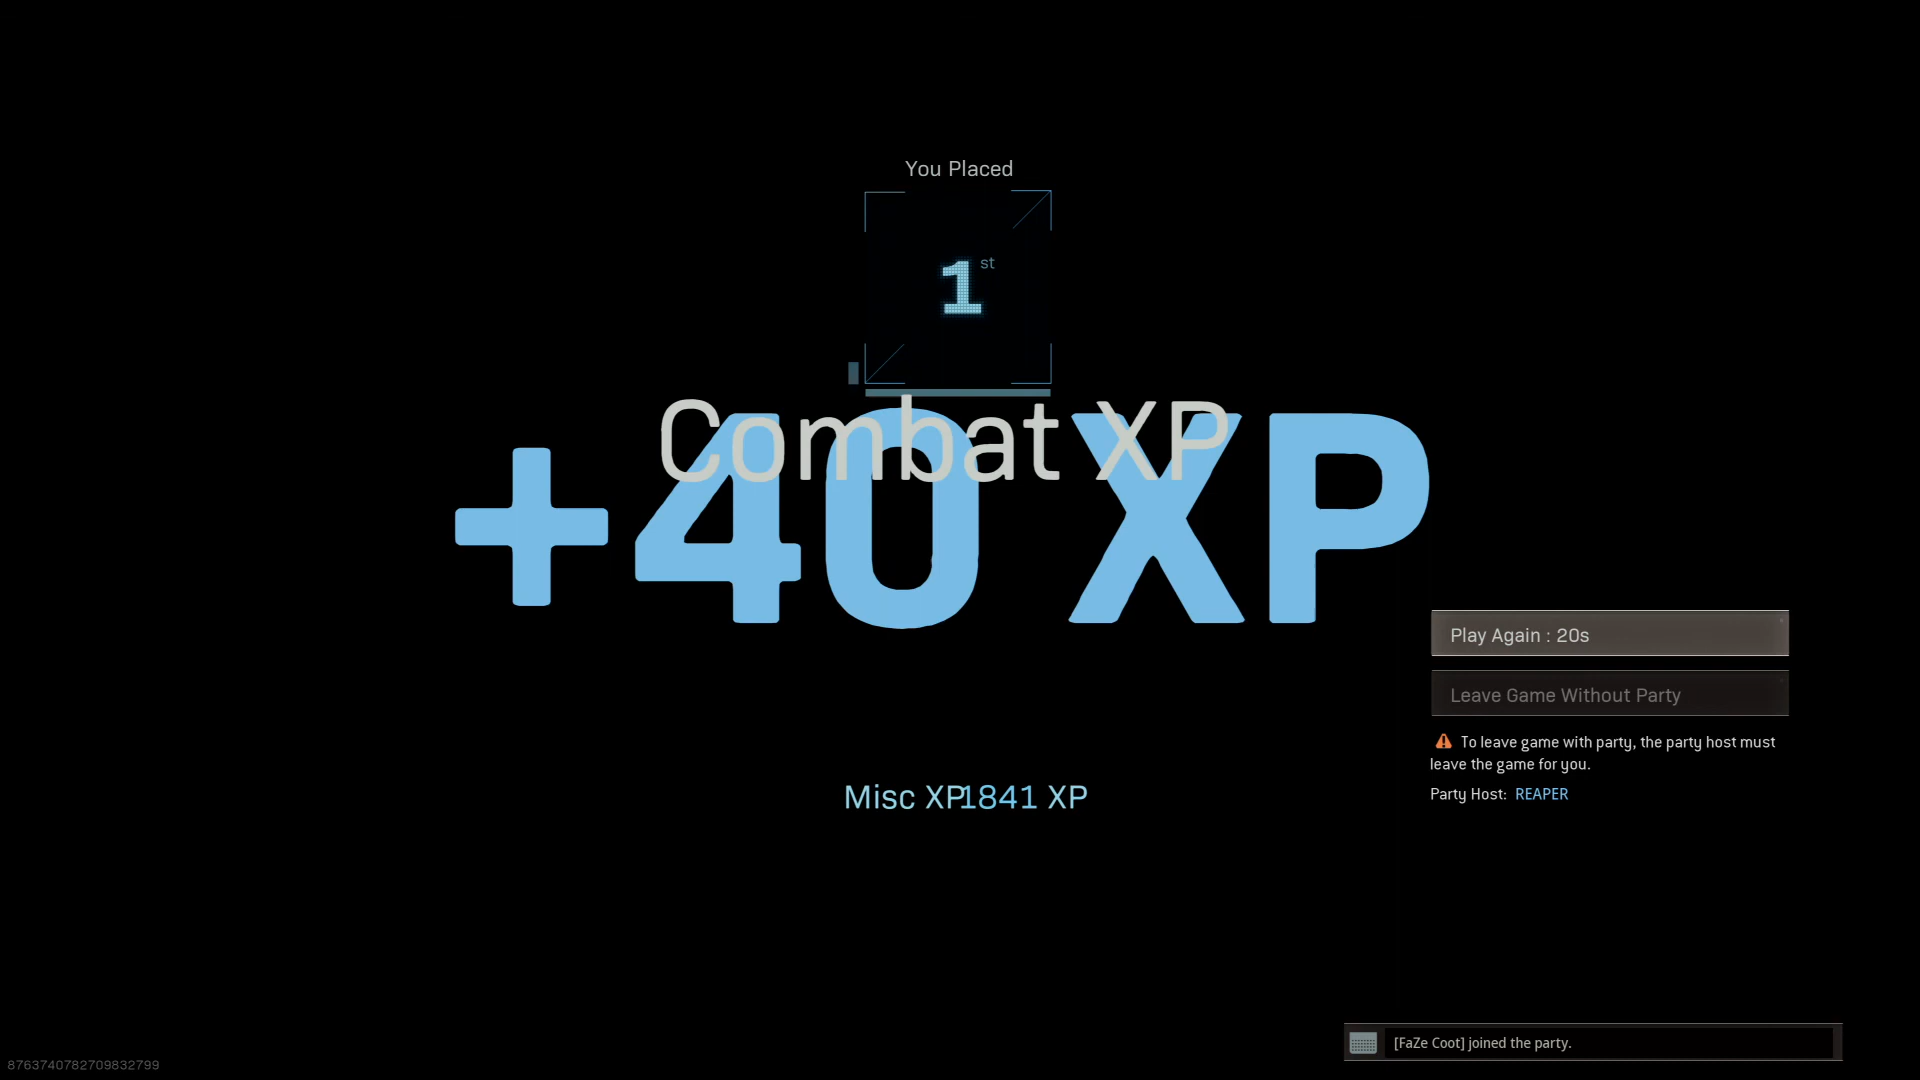 You Placed
1st
Combat XP
+40 XP
Play Again : 20s
Leave Game Without Party
To leave game with party, the party host must
leave the game for you.
Party Host: REAPER
Misc XP1841 XP
[FaZe Coot] joined the party.
8763740782709832799